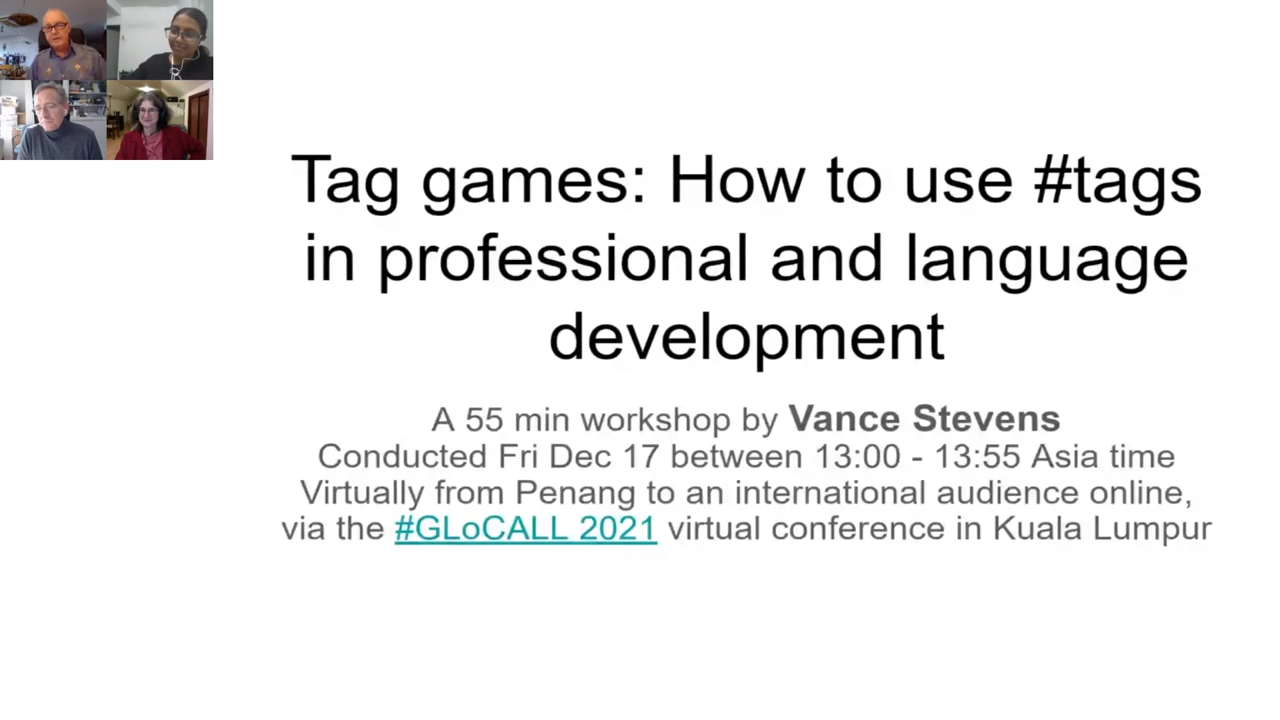 Tag games: How to use #tags
in professional and language
development
A 55 min workshop by Vance Stevens
Conducted Fri Dec 17 between 13:00 - 13:55 Asia time
Virtually from Penang to an international audience online,
via the #GLoCALL 2021 virtual conference in Kuala Lumpur